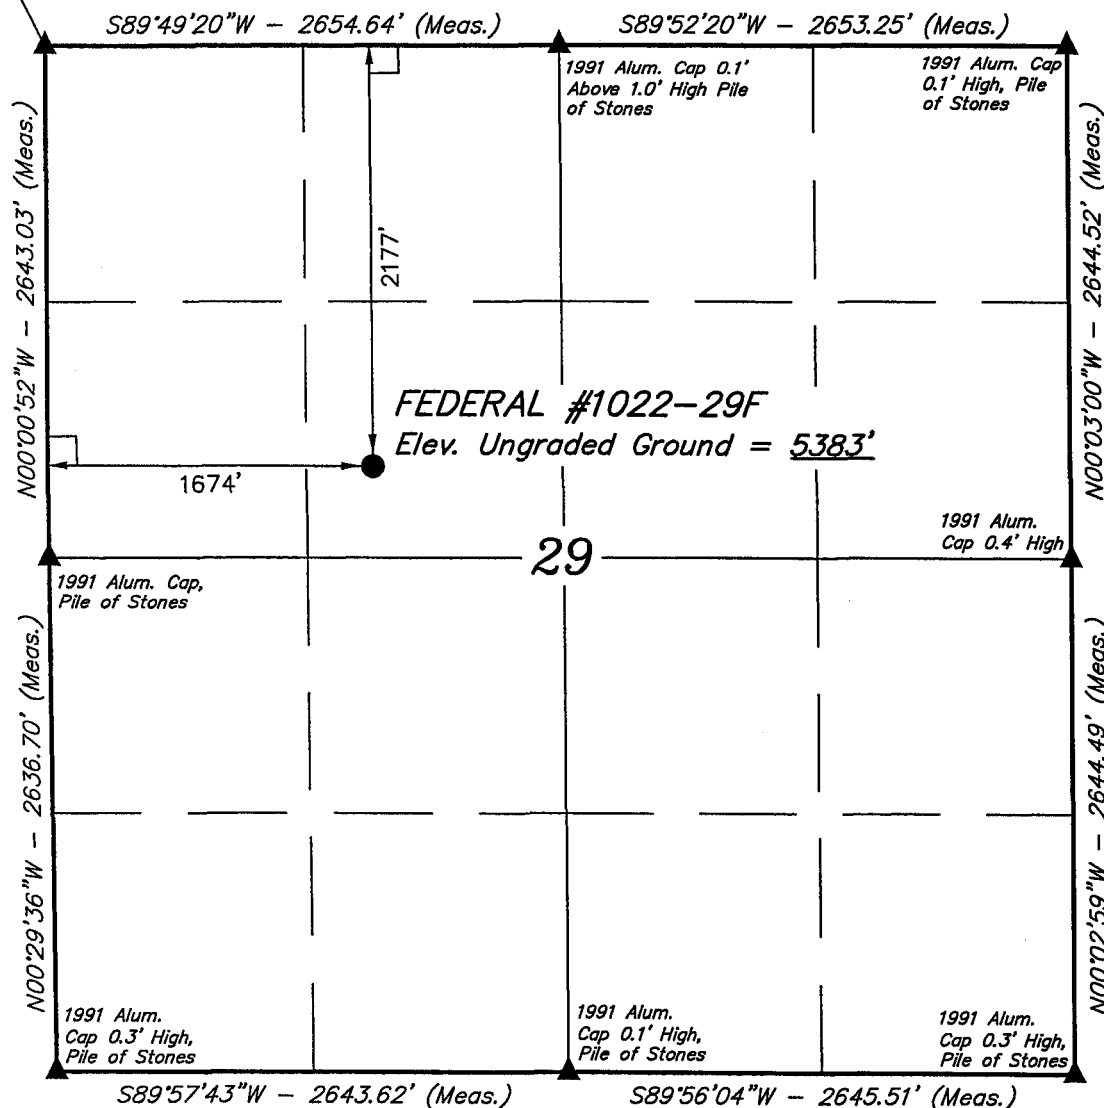 S89°49'20"W - 2654.64' (Meas.)
S89°52'20"W - 2653.25' (Meas.)
1991 Alum. Cap 0.1'
Above 1.0' High Pile
of Stones
1991 Alum. Cap
0.1' High, Pile
of Stones
N00°00'52"W - 2643.03' (Meas.)
N00°03'00"W - 2644.52' (Meas.)
2177'
FEDERAL #1022-29F
Elev. Ungraded Ground = 5383'
1674'
1991 Alum.
Cap 0.4' High
29
1991 Alum. Cap,
Pile of Stones
N00°29'36"W - 2636.70' (Meas.)
N00°02'59"W - 2644.49' (Meas.)
1991 Alum.
Cap 0.3' High,
Pile of Stones
1991 Alum.
Cap 0.1' High,
Pile of Stones
1991 Alum.
Cap 0.3' High,
Pile of Stones
S89°57'43"W - 2643.62' (Meas.)
S89°56'04"W - 2645.51' (Meas.)